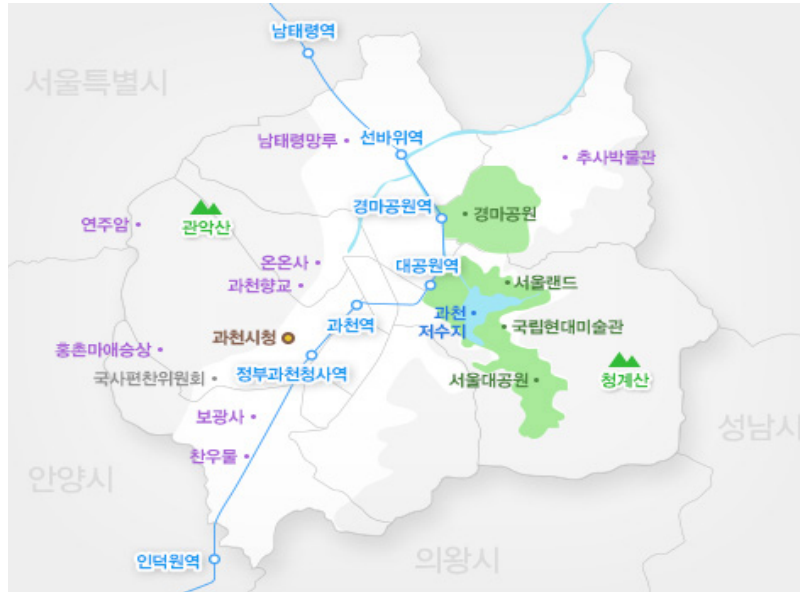 남태령역
서울특별시
남태령망루
선바위역
추사박물관
경마공원역
경마공원
연주암
관악산
온온사
대공원역
과천향교
서울랜드
과천
저수지
과천역
국립현대미술관
과천시청
홍촌마애승상
정부과천청사역
국사편찬위원회
서울대공원
청계산
보광사
성남시
찬우물
안양시
인덕원역
의왕시